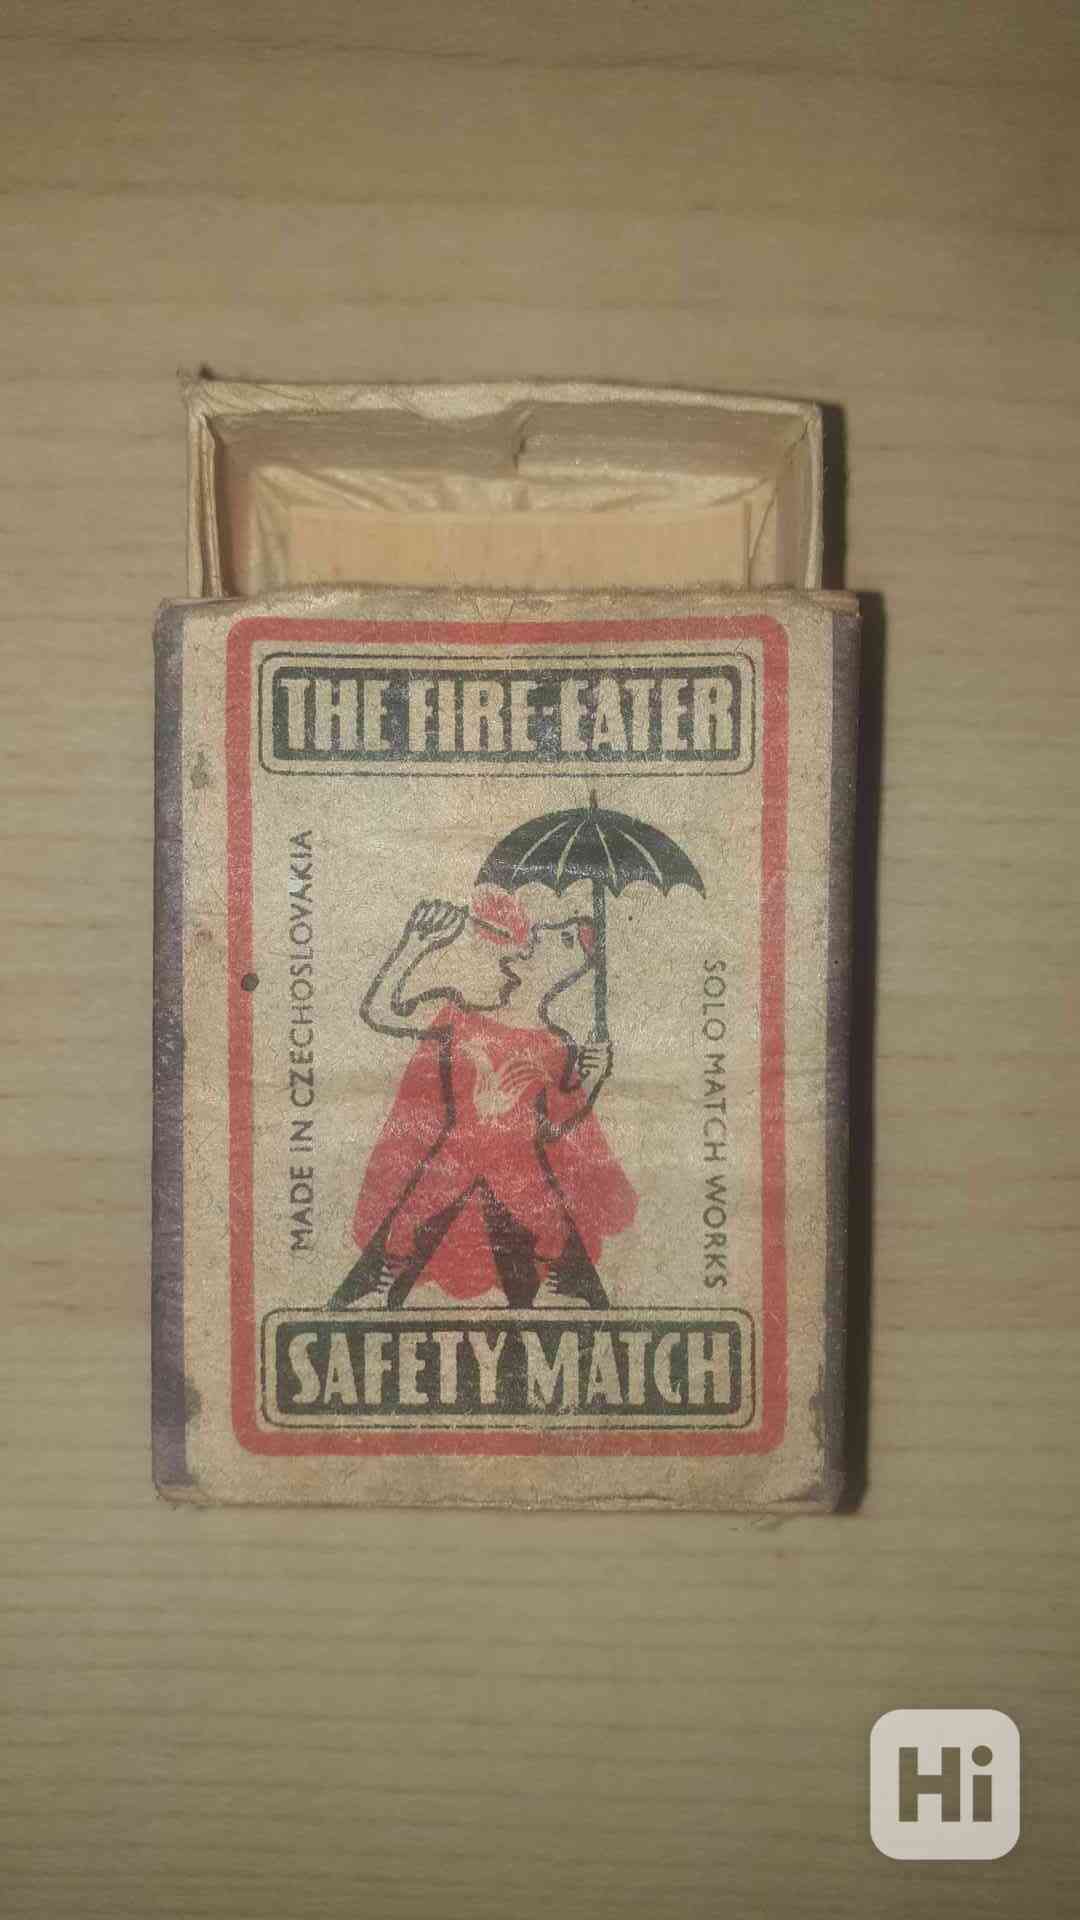 THE FIRE-EATER
MADE IN CZECHOSLOVAKIA
SOLO MATCH WORKS
SAFETY MATCH
Hi